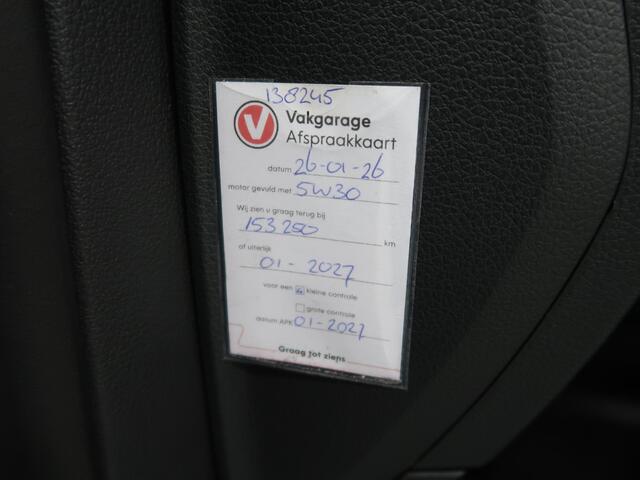 138245
V Vakgarage
Afspraakkaart
datum 26-01-26
motor gevuld met 5W30
Wij zien u graag terug bij
153250 km
of uiterlijk
01-2027
voor een kleine controle
grote controle
datum APK 01-2027
Graag tot ziens